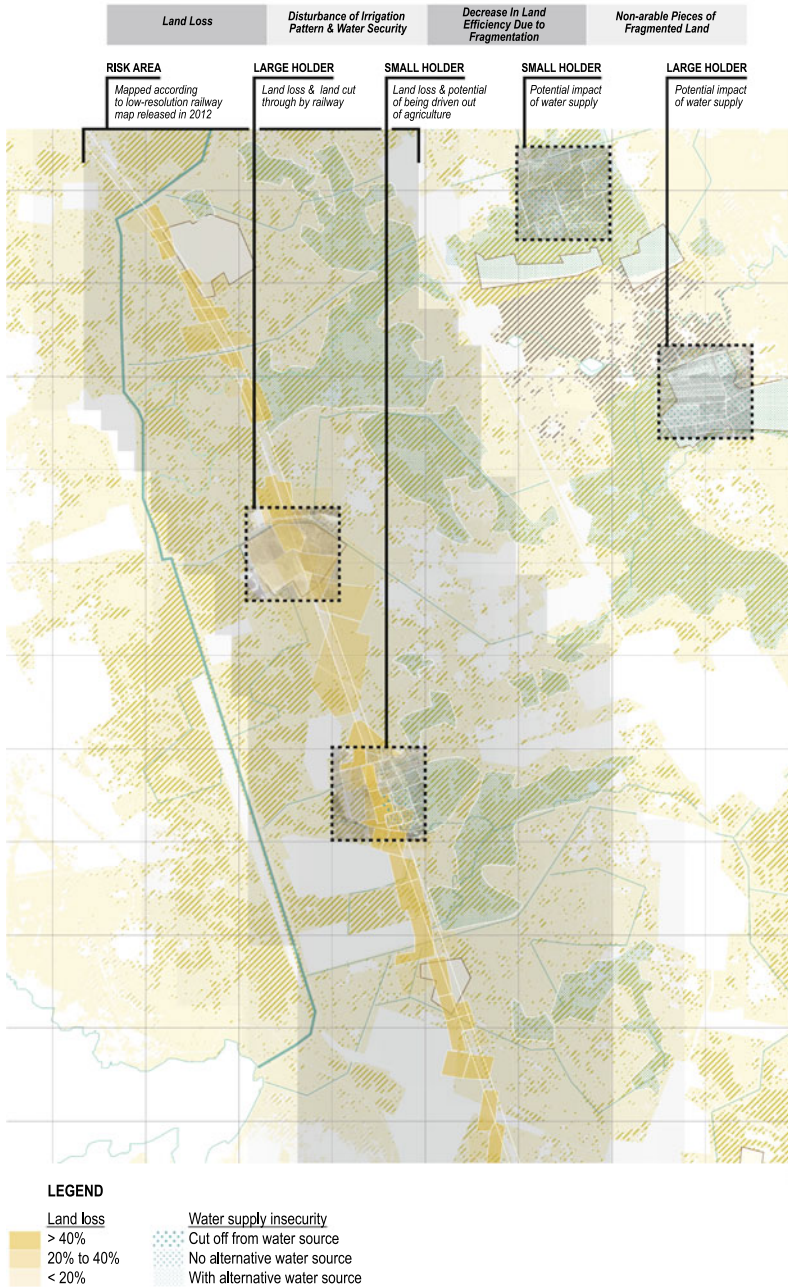 Land Loss
Disturbance of Irrigation
Pattern & Water Security
Decrease In Land
Efficiency Due to
Fragmentation
Non-arable Pieces of
Fragmented Land
RISK AREA
Mapped according
to low-resolution railway
map released in 2012
LARGE HOLDER
Land loss & land cut
through by railway
SMALL HOLDER
Land loss & potential
of being driven out
of agriculture
SMALL HOLDER
Potential impact
of water supply
LARGE HOLDER
Potential impact
of water supply
LEGEND
Land loss
> 40%
20% to 40%
< 20%
Water supply insecurity
Cut off from water source
No alternative water source
With alternative water source